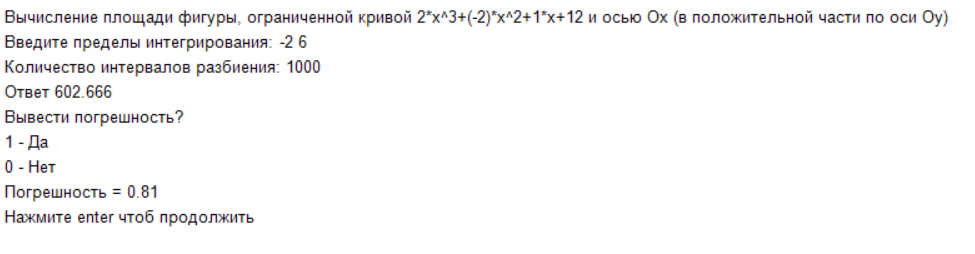 Вычисление площади фигуры, ограниченной кривой 2*x^3+(-2)*x^2+1*x+12 и осью Ox (в положительной части по оси Oy)
Введите пределы интегрирования: -2 6
Количество интервалов разбиения: 1000
Ответ 602.666
Вывести погрешность?
1 - Да
0 - Нет
Погрешность = 0.81
Нажмите enter чтоб продолжить